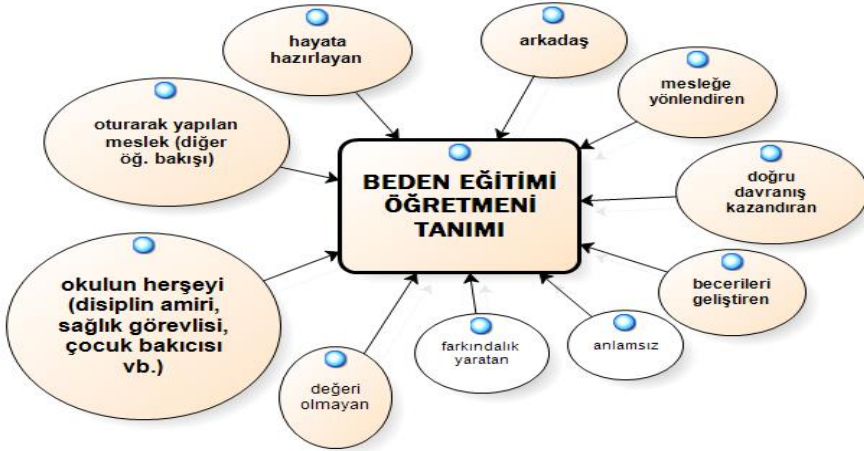 hayata
hazırlayan
arkadaş
mesleğe
yönlendiren
oturarak yapılan
meslek (diğer
öğ. bakışı)
BEDEN EĞİTİMİ
ÖĞRETMENİ
TANIMI
doğru
davranış
kazandıran
okulun herşeyi
(disiplin amiri,
sağlık görevlisi,
çocuk bakıcısı
vb.)
becerileri
geliştiren
değeri
olmayan
farkındalık
yaratan
anlamsız